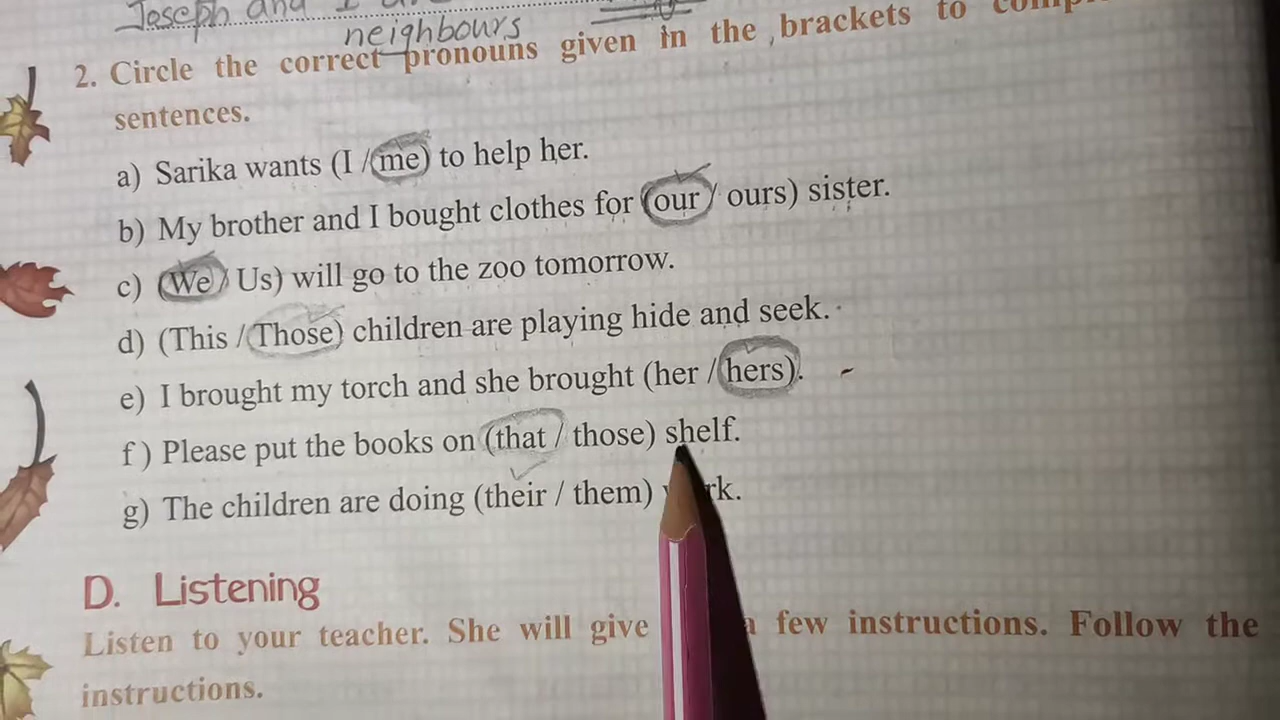 Joseph and I
neighbours
2. Circle the correct pronouns given in the brackets to
sentences.
a) Sarika wants (I / me) to help her.
b) My brother and I bought clothes for (our / ours) sister.
c) (We / Us) will go to the zoo tomorrow.
d) (This / Those) children are playing hide and seek.
e) I brought my torch and she brought (her / hers).
f) Please put the books on (that / those) shelf.
g) The children are doing (their / them)
D. Listening
Listen to your teacher. She will give a few instructions. Follow the
instructions.